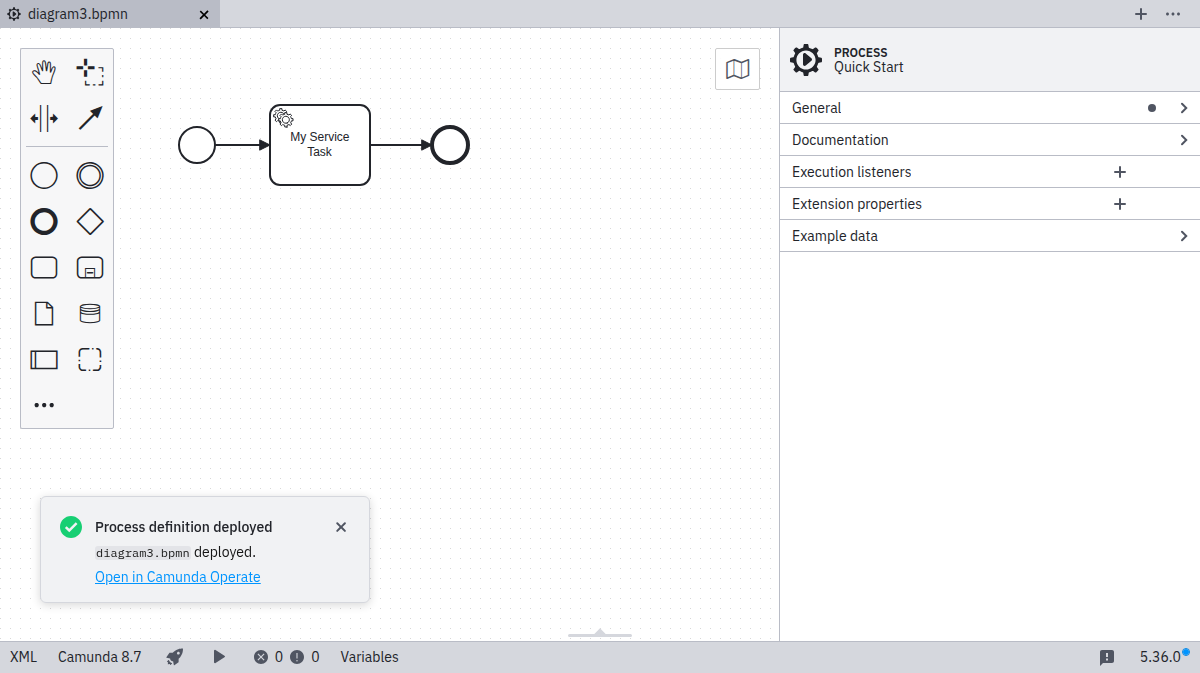 diagram3.bpmn
PROCESS
Quick Start
General
Documentation
Execution listeners
Extension properties
Example data
My Service
Task
Process definition deployed
diagram3.bpmn deployed.
Open in Camunda Operate
XML Camunda 8.7 0 0 Variables 5.36.0